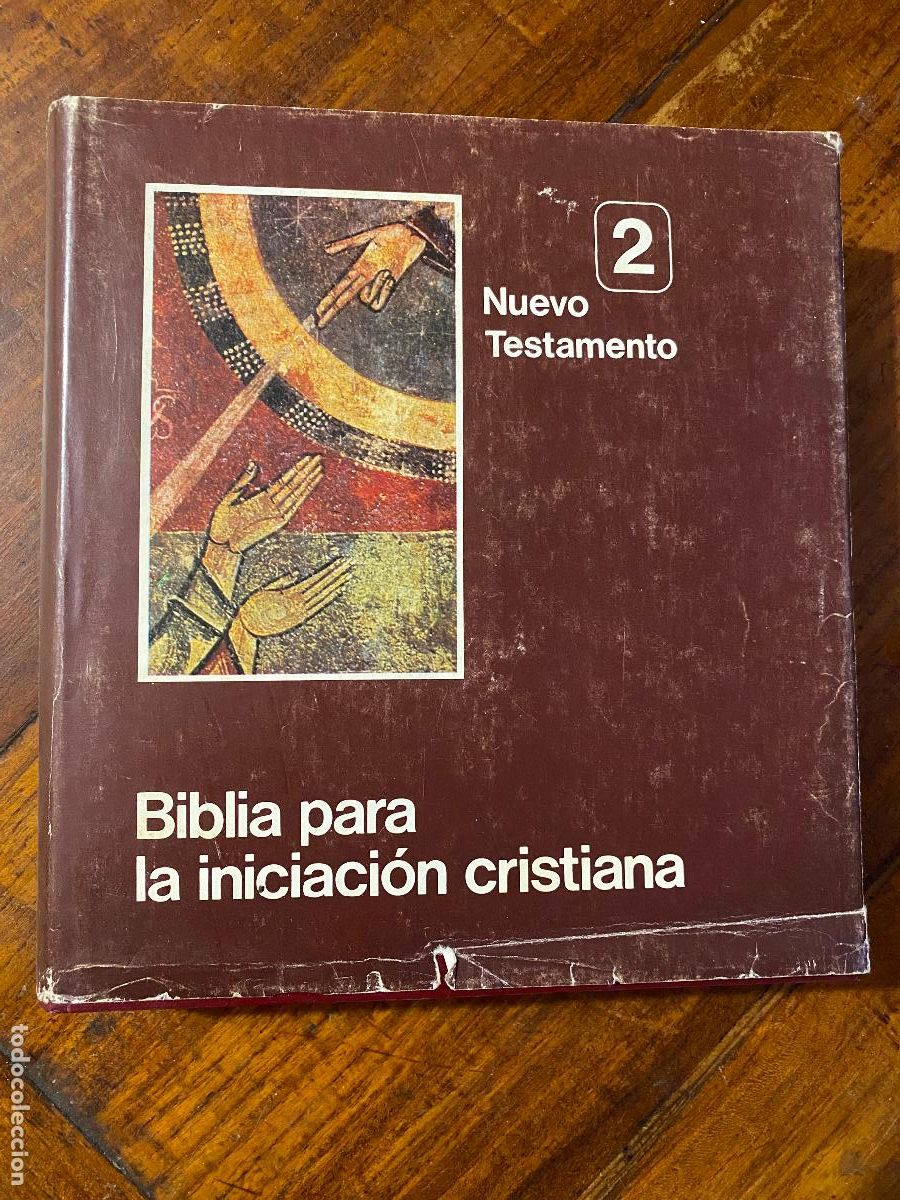 2
Nuevo
Testamento
Biblia para
la iniciación cristiana
todocoleccion